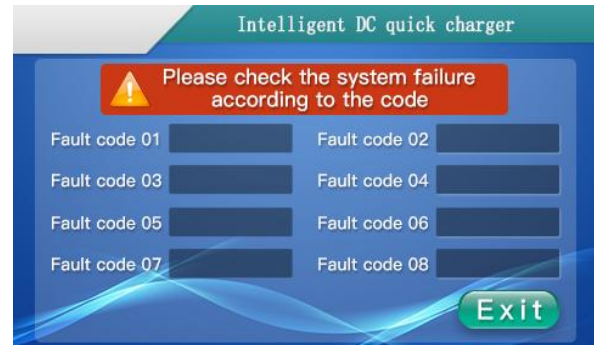 Intelligent DC quick charger
Please check the system failure
according to the code
Fault code 01
Fault code 02
Fault code 03
Fault code 04
Fault code 05
Fault code 06
Fault code 07
Fault code 08
Exit